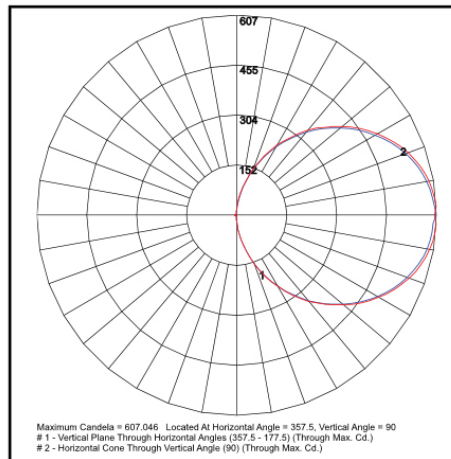 607
455
304
152
2
1
Maximum Candela = 607.046 Located At Horizontal Angle = 357.5, Vertical Angle = 90
# 1 - Vertical Plane Through Horizontal Angles (357.5 - 177.5) (Through Max. Cd.)
# 2 - Horizontal Cone Through Vertical Angle (90) (Through Max. Cd.)